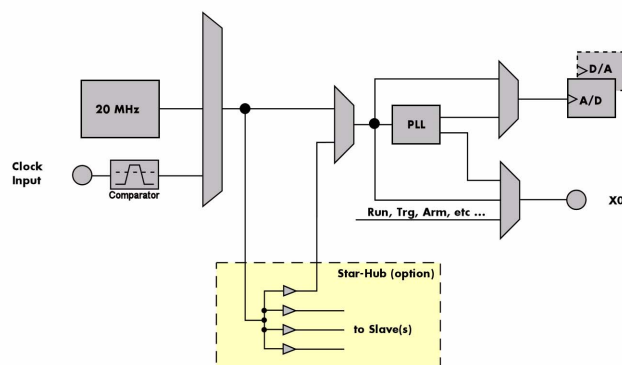 D/A
20 MHz
A/D
PLL
Clock
Input
Comparator
X0
Run, Trg, Arm, etc ...
Star-Hub (option)
to Slave(s)